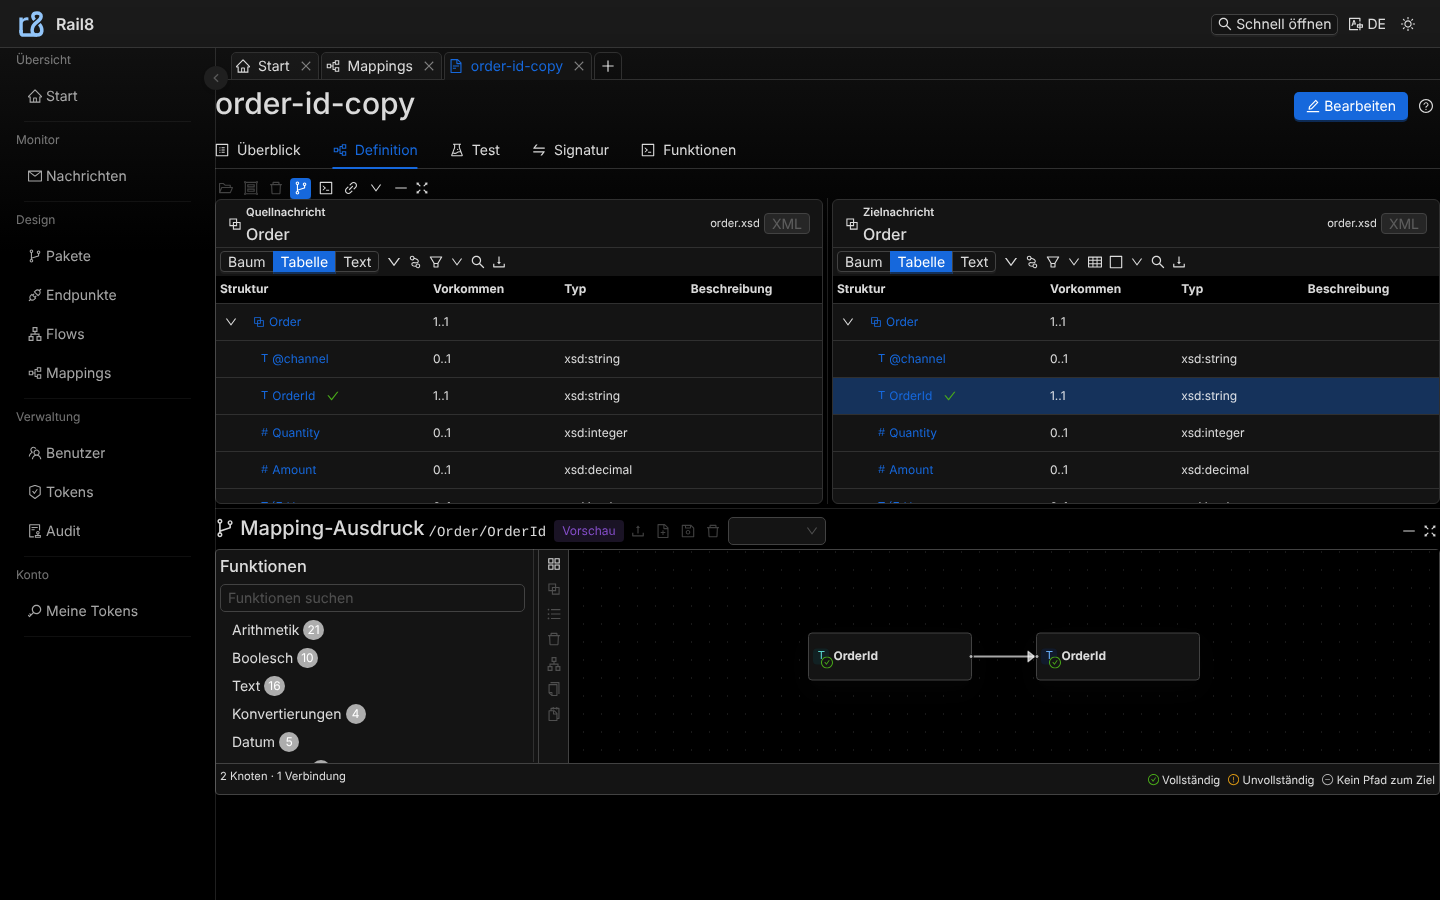 Rail8
Schnell öffnen
DE
Übersicht
Start
Monitor
Nachrichten
Design
Pakete
Endpunkte
Flows
Mappings
Verwaltung
Benutzer
Tokens
Audit
Konto
Meine Tokens
Start
Mappings
order-id-copy
order-id-copy
Bearbeiten
Überblick
Definition
Test
Signatur
Funktionen
Quellnachricht
Order
order.xsd XML
Baum Tabelle Text
Struktur Vorkommen Typ Beschreibung
Order 1..1
T @channel 0..1 xsd:string
T OrderId 1..1 xsd:string
# Quantity 0..1 xsd:integer
# Amount 0..1 xsd:decimal
Zielnachricht
Order
order.xsd XML
Baum Tabelle Text
Struktur Vorkommen Typ Beschreibung
Order 1..1
T @channel 0..1 xsd:string
T OrderId 1..1 xsd:string
# Quantity 0..1 xsd:integer
# Amount 0..1 xsd:decimal
Mapping-Ausdruck /Order/OrderId Vorschau
Funktionen
Funktionen suchen
Arithmetik 21
Boolesch 10
Text 16
Konvertierungen 4
Datum 5
T OrderId
T OrderId
2 Knoten · 1 Verbindung
Vollständig
Unvollständig
Kein Pfad zum Ziel